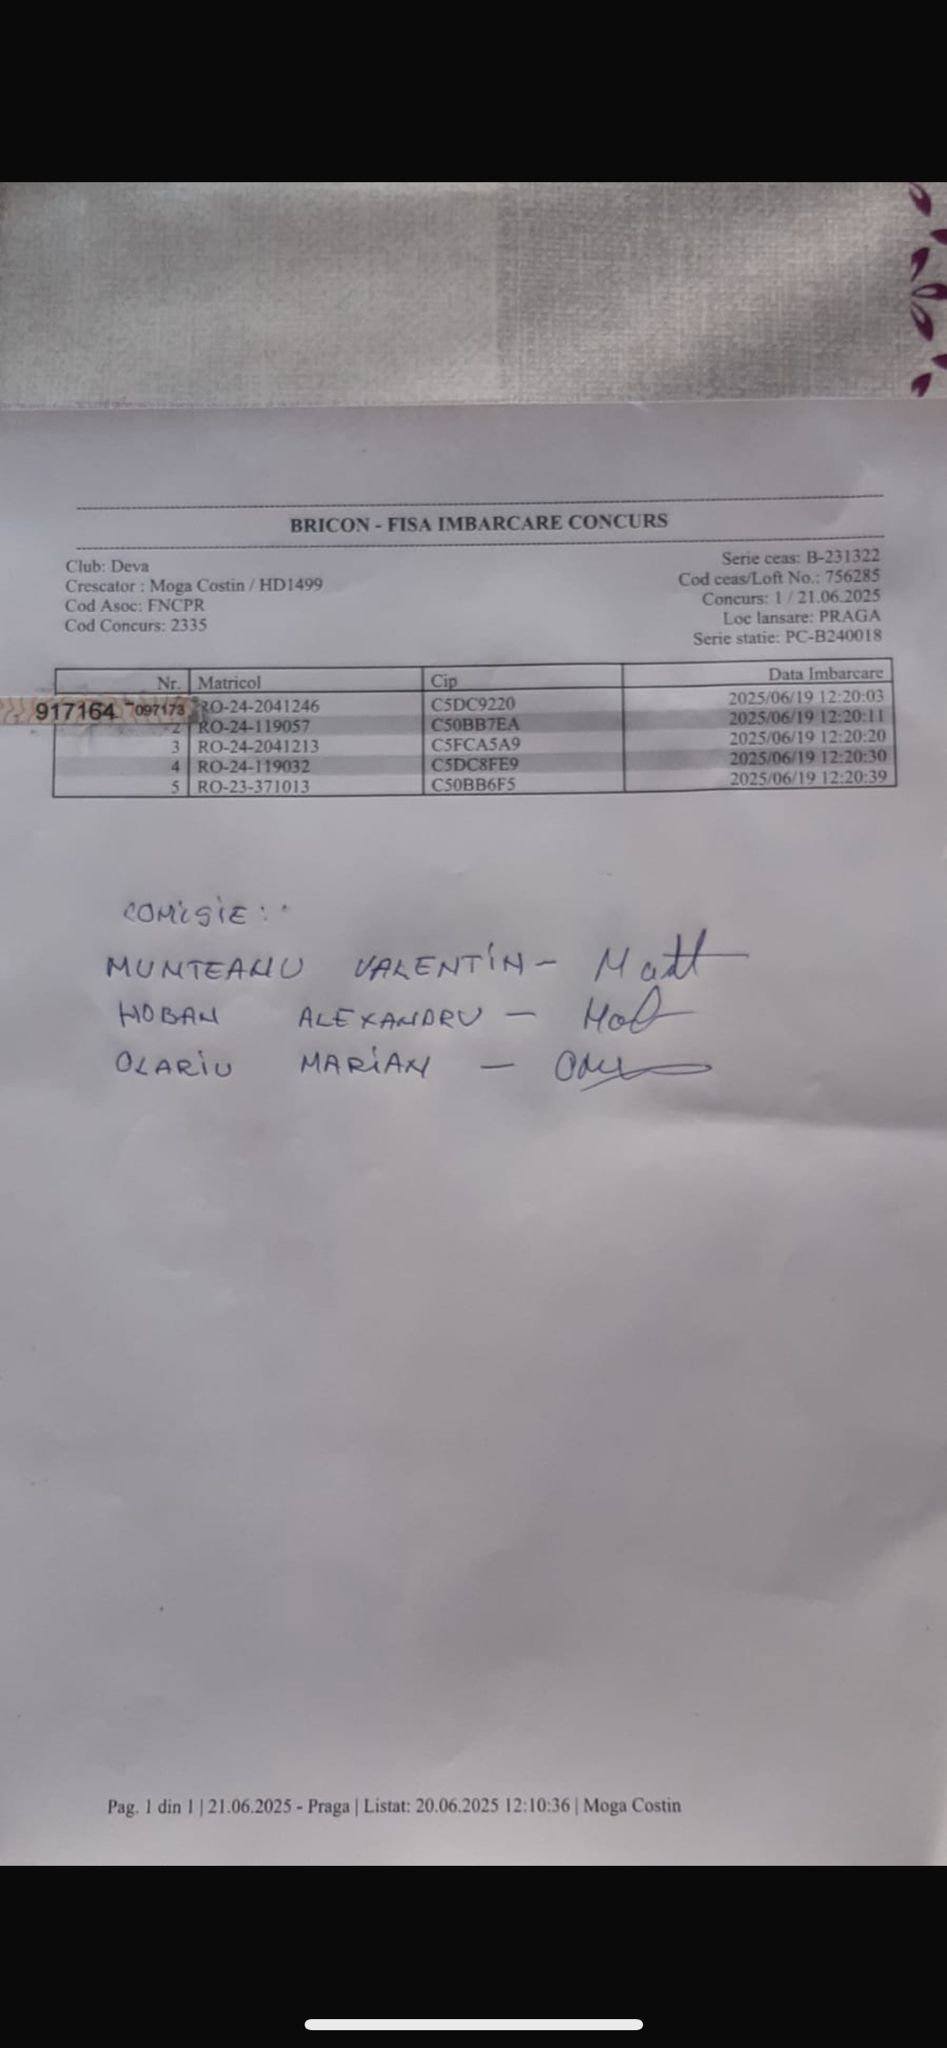 BRICON - FISA IMBARCARE CONCURS
Club: Deva
Crescator : Moga Costin / HD1499
Cod Asoc: FNCPR
Cod Concurs: 2335
Serie ceas: B-231322
Cod ceas/Loft No.: 756285
Concurs: 1 / 21.06.2025
Loc lansare: PRAGA
Serie statie: PC-B240018
Nr. Matricol Cip Data Imbarcare
917164 7097173 RO-24-2041246 C5DC9220 2025/06/19 12:20:03
2 RO-24-119057 C50BB7EA 2025/06/19 12:20:11
3 RO-24-2041213 C5FCA5A9 2025/06/19 12:20:20
4 RO-24-119032 C5DC8FE9 2025/06/19 12:20:30
5 RO-23-371013 C50BB6F5 2025/06/19 12:20:39
COMISIE:
MUNTEANU VALENTIN -
HOBAN ALEXANDRU -
OLARIU MARIAN -
Pag. 1 din 1 | 21.06.2025 - Praga | Listat: 20.06.2025 12:10:36 | Moga Costin